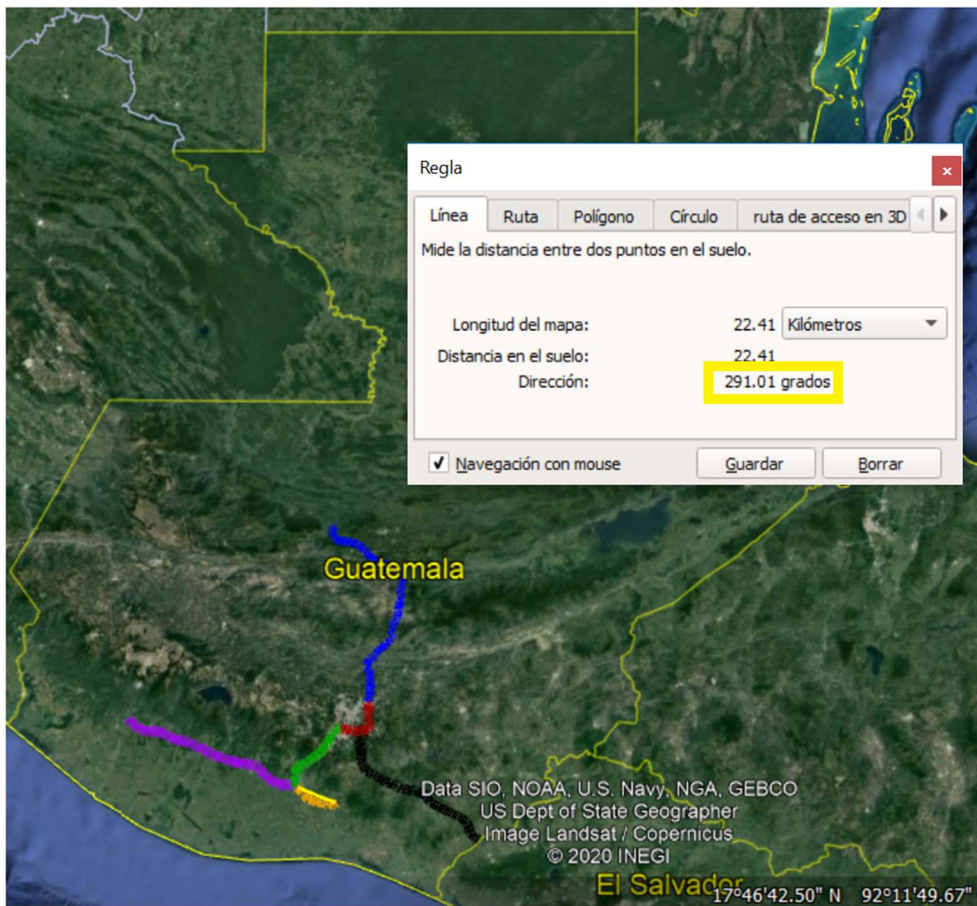 Regla
Línea
Ruta
Polígono
Círculo
ruta de acceso en 3D
Mide la distancia entre dos puntos en el suelo.
Longitud del mapa:
22.41
Kilómetros
Distancia en el suelo:
22.41
Dirección:
291.01 grados
Navegación con mouse
Guardar
Borrar
Guatemala
Data SIO, NOAA, U.S. Navy, NGA, GEBCO
US Dept of State Geographer
Image Landsat / Copernicus
© 2020 INEGI
El Salvador
17°46'42.50" N 92°11'49.67"